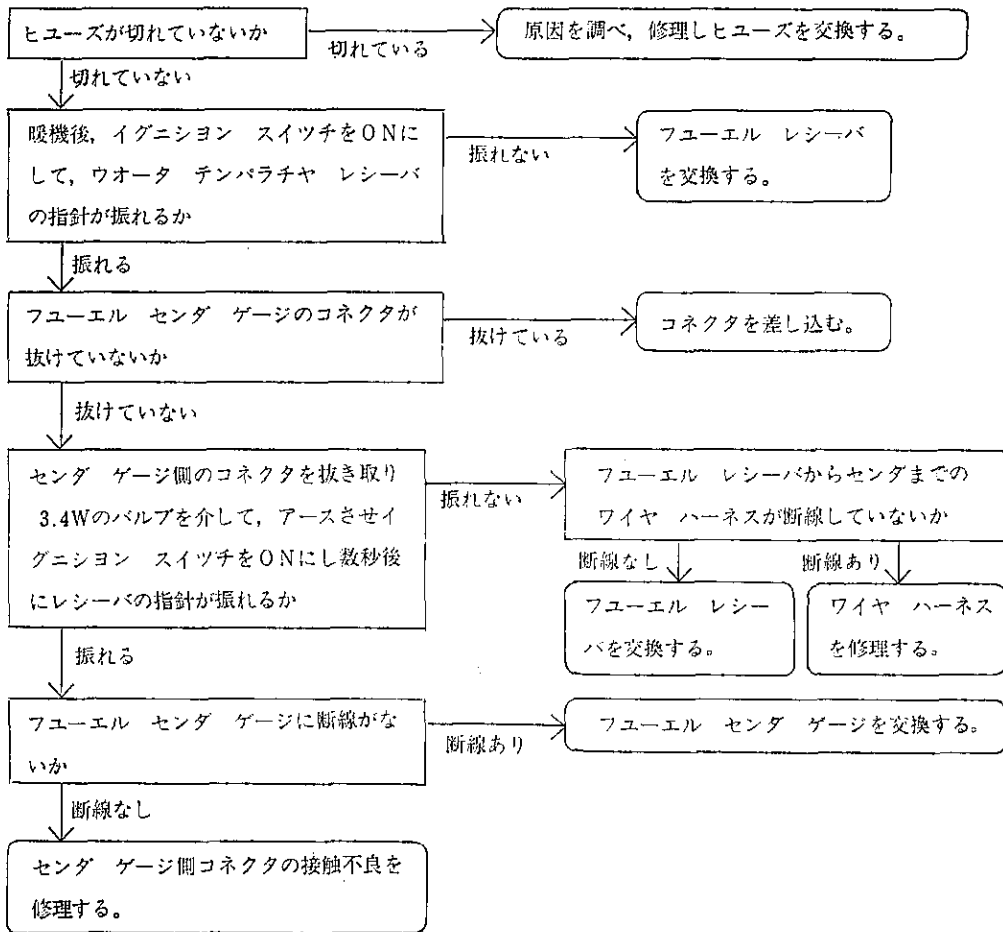 ヒユーズが切れていないか
切れている
原因を調べ，修理しヒユーズを交換する。
切れていない
暖機後，イグニシヨン　スイツチをＯＮに
して，ウオータ　テンパラチヤ　レシーバ
の指針が振れるか
振れない
フユーエル　レシーバ
を交換する。
振れる
フユーエル　センダ　ゲージのコネクタが
抜けていないか
抜けている
コネクタを差し込む。
抜けていない
センダ　ゲージ側のコネクタを抜き取り
3.4Wのバルブを介して，アースさせイ
グニシヨン　スイツチをＯＮにし数秒後
にレシーバの指針が振れるか
振れない
フユーエル　レシーバからセンダまでの
ワイヤ　ハーネスが断線していないか
断線なし
断線あり
フユーエル　レシー
バを交換する。
ワイヤ　ハーネス
を修理する。
振れる
フユーエル　センダ　ゲージに断線がな
いか
断線あり
フユーエル　センダ　ゲージを交換する。
断線なし
センダ　ゲージ側コネクタの接触不良を
修理する。